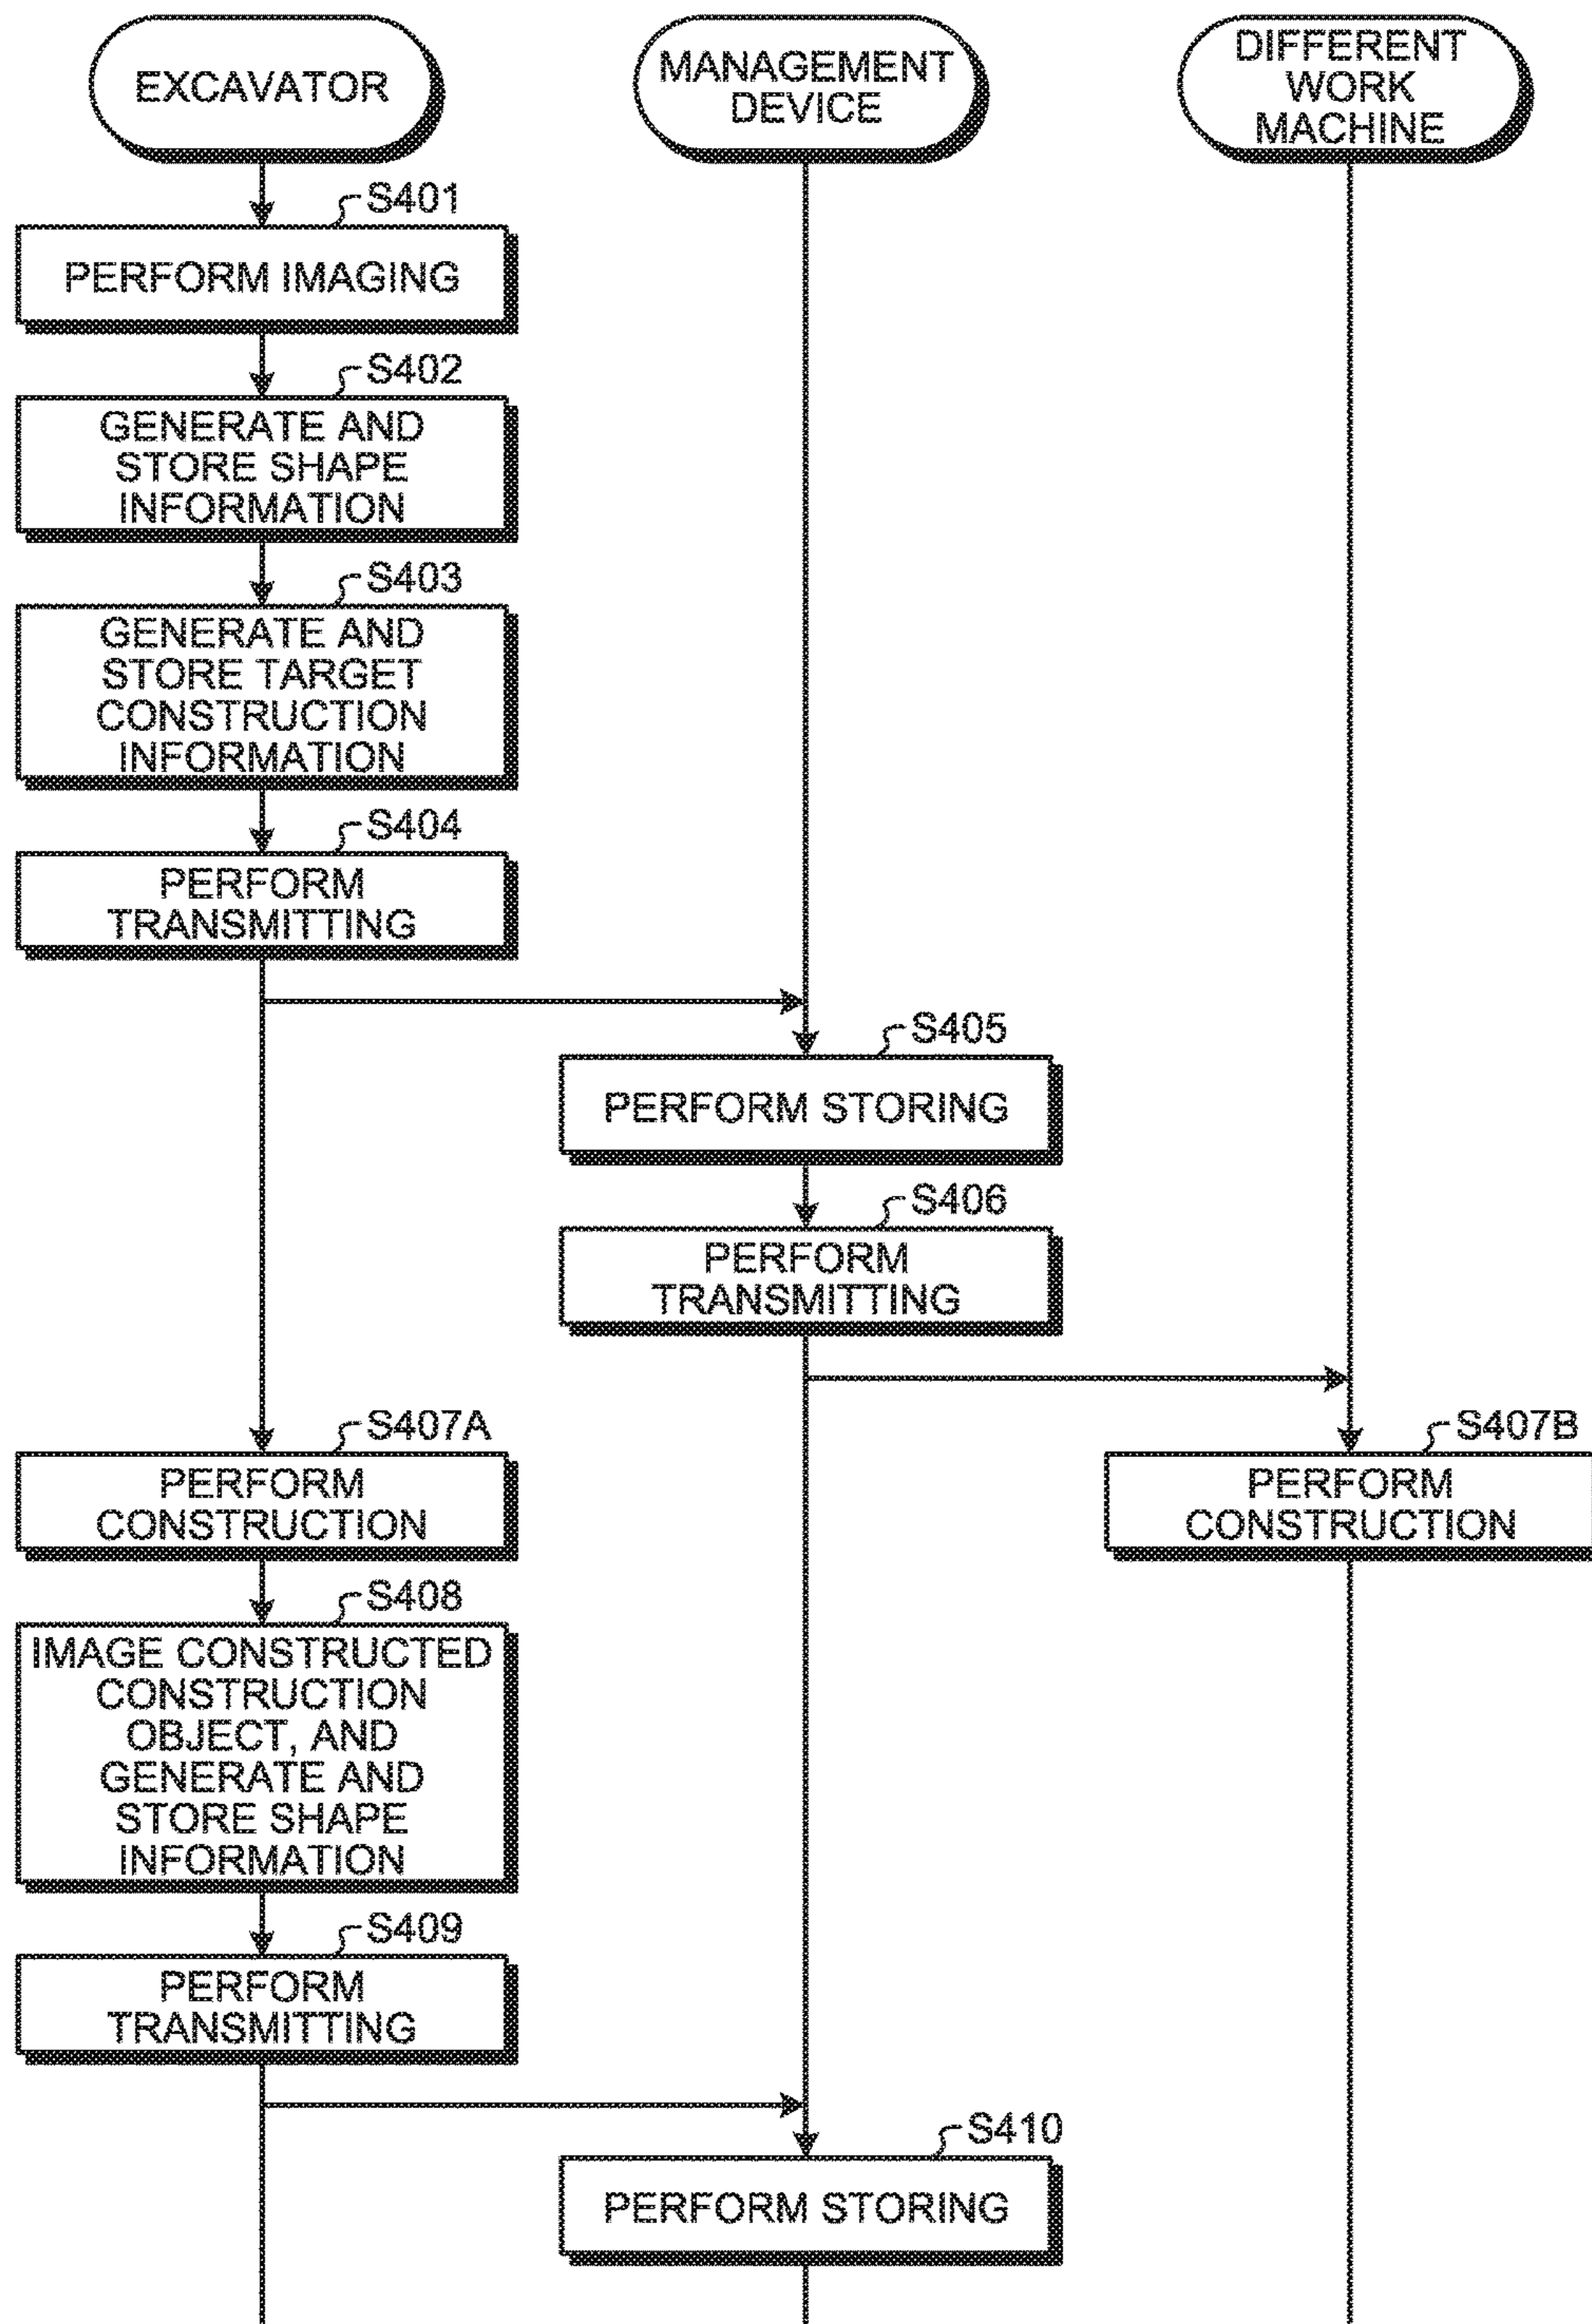 EXCAVATOR
MANAGEMENT
DEVICE
DIFFERENT
WORK
MACHINE
S401
PERFORM IMAGING
S402
GENERATE AND
STORE SHAPE
INFORMATION
S403
GENERATE AND
STORE TARGET
CONSTRUCTION
INFORMATION
S404
PERFORM
TRANSMITTING
S405
PERFORM STORING
S406
PERFORM
TRANSMITTING
S407A
PERFORM
CONSTRUCTION
S407B
PERFORM
CONSTRUCTION
S408
IMAGE CONSTRUCTED
CONSTRUCTION
OBJECT, AND
GENERATE AND
STORE SHAPE
INFORMATION
S409
PERFORM
TRANSMITTING
S410
PERFORM STORING